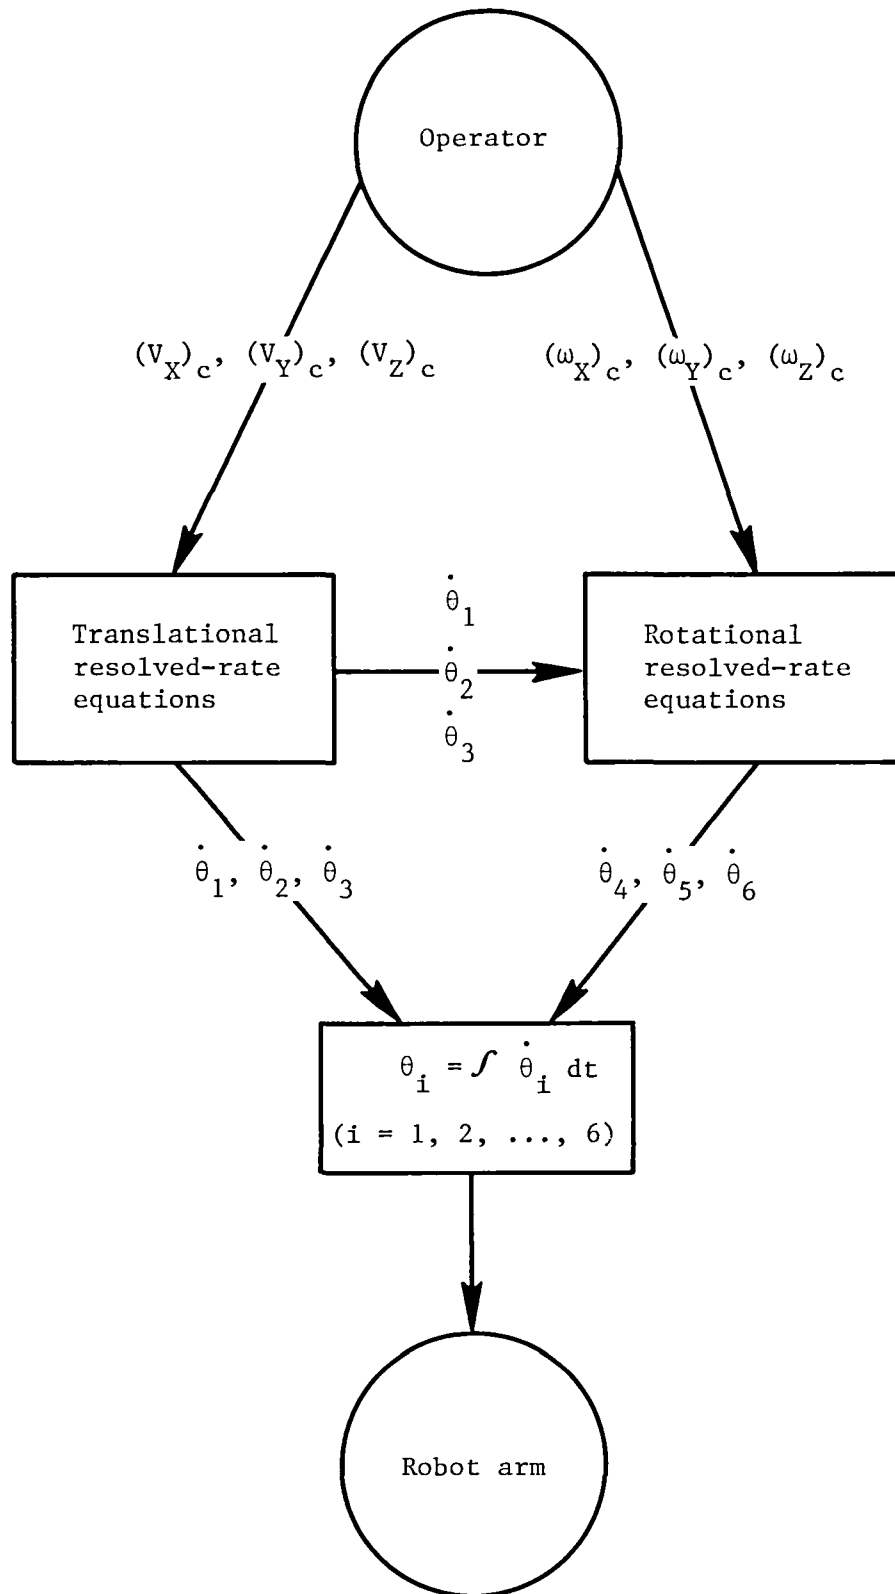 Operator
(V_X)_c, (V_Y)_c, (V_Z)_c
(ω_X)_c, (ω_Y)_c, (ω_Z)_c
Translational
resolved-rate
equations
θ̇_1
θ̇_2
θ̇_3
Rotational
resolved-rate
equations
θ̇_1, θ̇_2, θ̇_3
θ̇_4, θ̇_5, θ̇_6
θ_i = ∫ θ̇_i dt
(i = 1, 2, ..., 6)
Robot arm